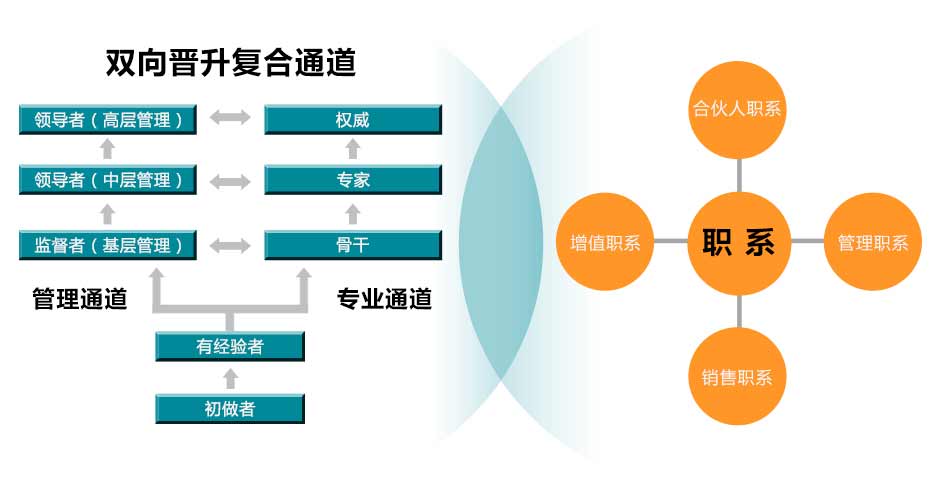 双向晋升复合通道
领导者（高层管理）
权威
领导者（中层管理）
专家
监督者（基层管理）
骨干
管理通道
专业通道
有经验者
初做者
合伙人职系
增值职系
职 系
管理职系
销售职系